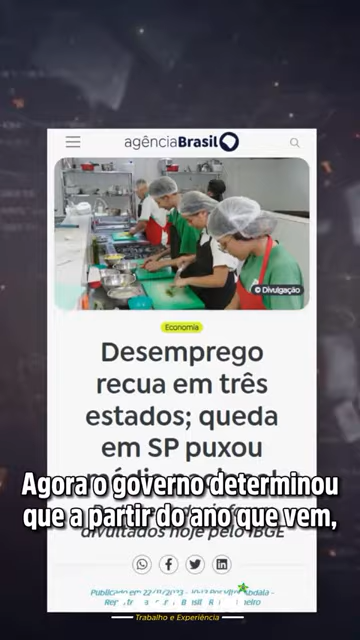 agênciaBrasil
© Divulgação
Economia
Desemprego
recua em três
estados; queda
em SP puxou
Agora o governo determinou
que a partir do ano que vem,
divulgados hoje pelo IBGE
Trabalho e Experiência